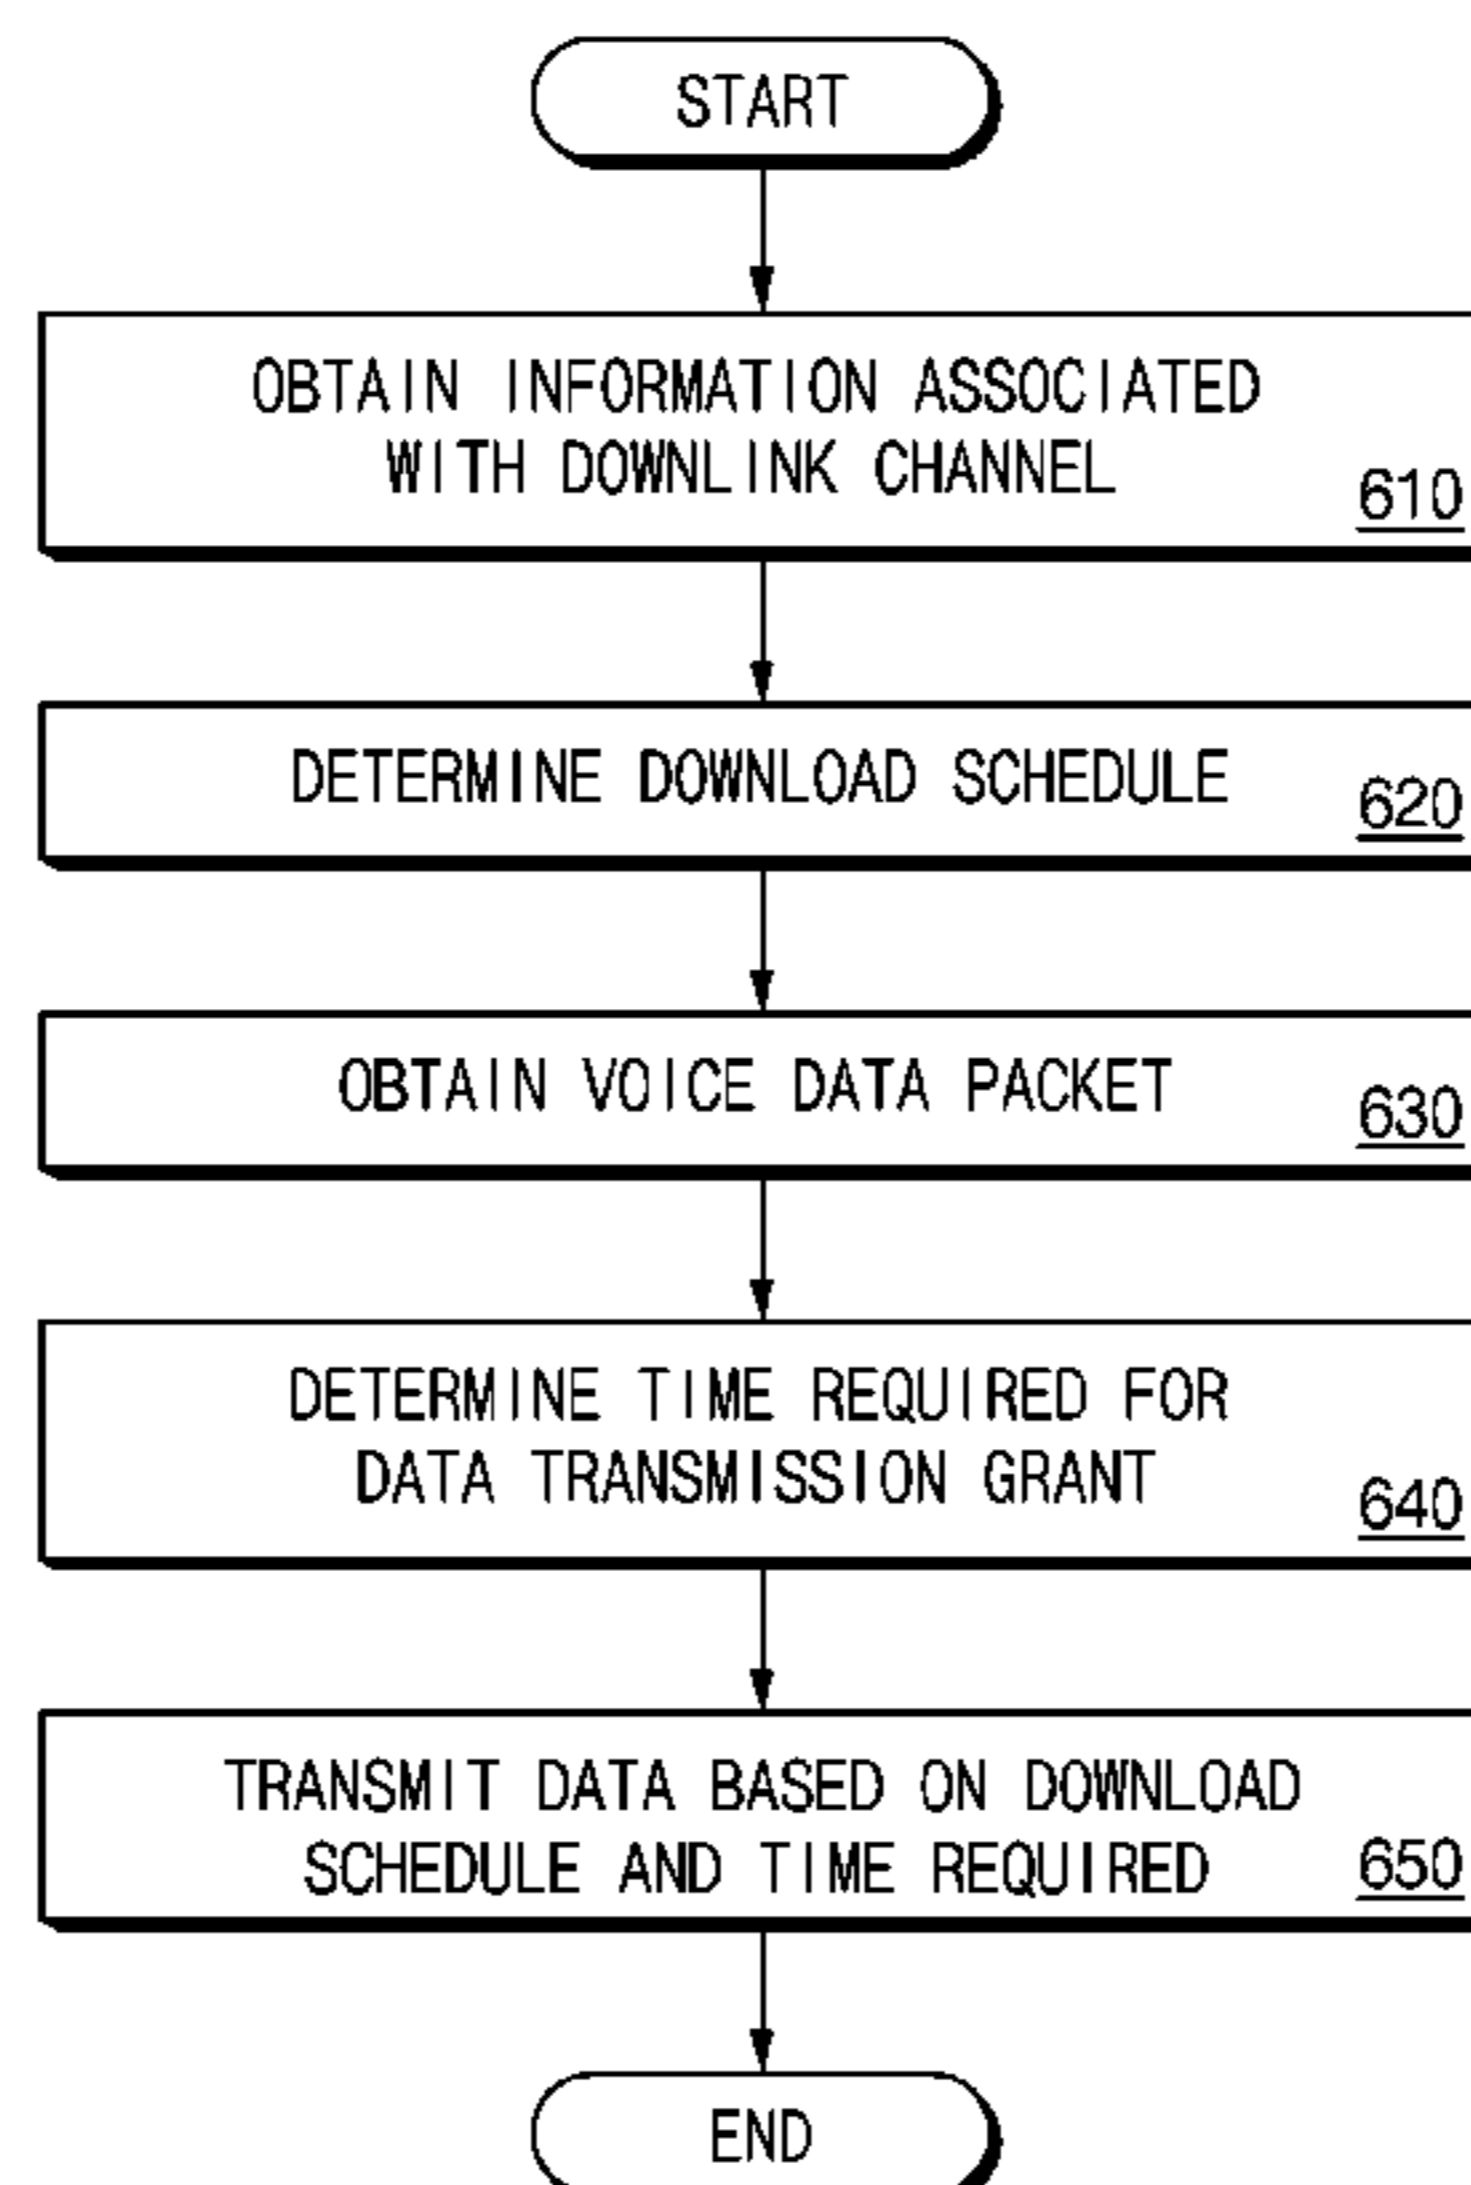 START
OBTAIN INFORMATION ASSOCIATED
WITH DOWNLINK CHANNEL
610
DETERMINE DOWNLOAD SCHEDULE
620
OBTAIN VOICE DATA PACKET
630
DETERMINE TIME REQUIRED FOR
DATA TRANSMISSION GRANT
640
TRANSMIT DATA BASED ON DOWNLOAD
SCHEDULE AND TIME REQUIRED
650
END